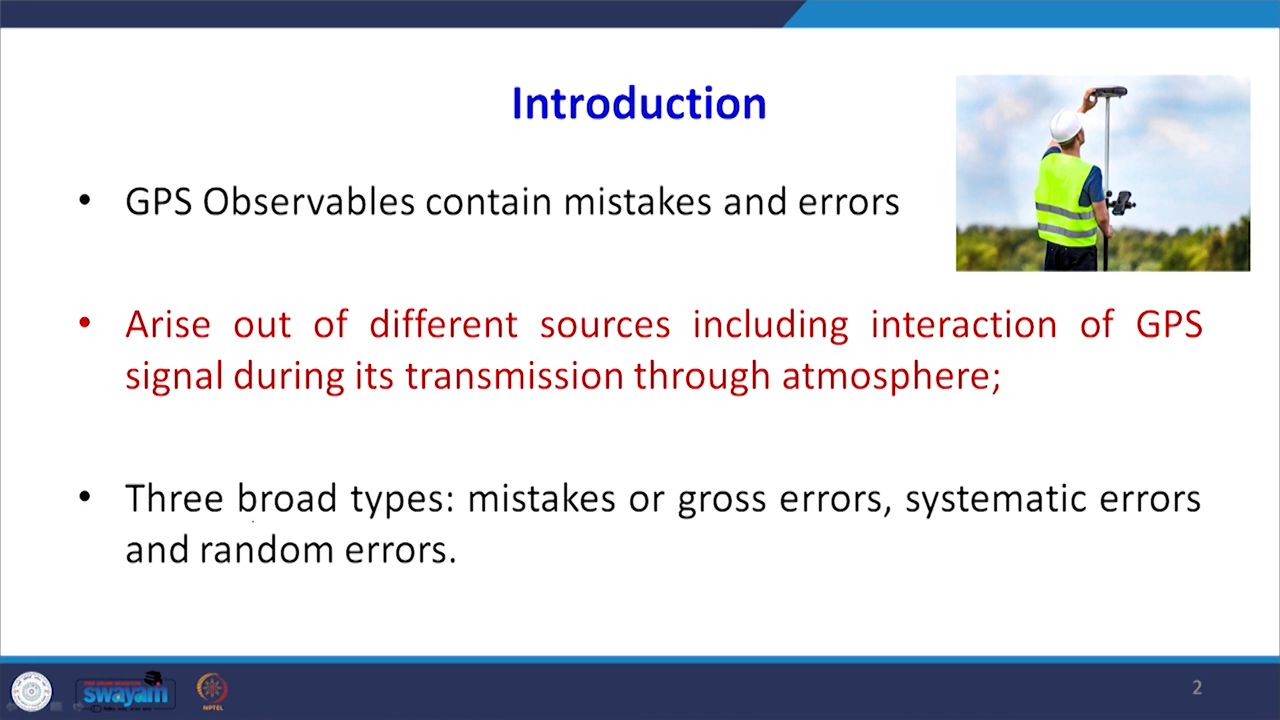 Introduction
• GPS Observables contain mistakes and errors
• Arise out of different sources including interaction of GPS
signal during its transmission through atmosphere;
• Three broad types: mistakes or gross errors, systematic errors
and random errors.
swayam
NPTEL
2